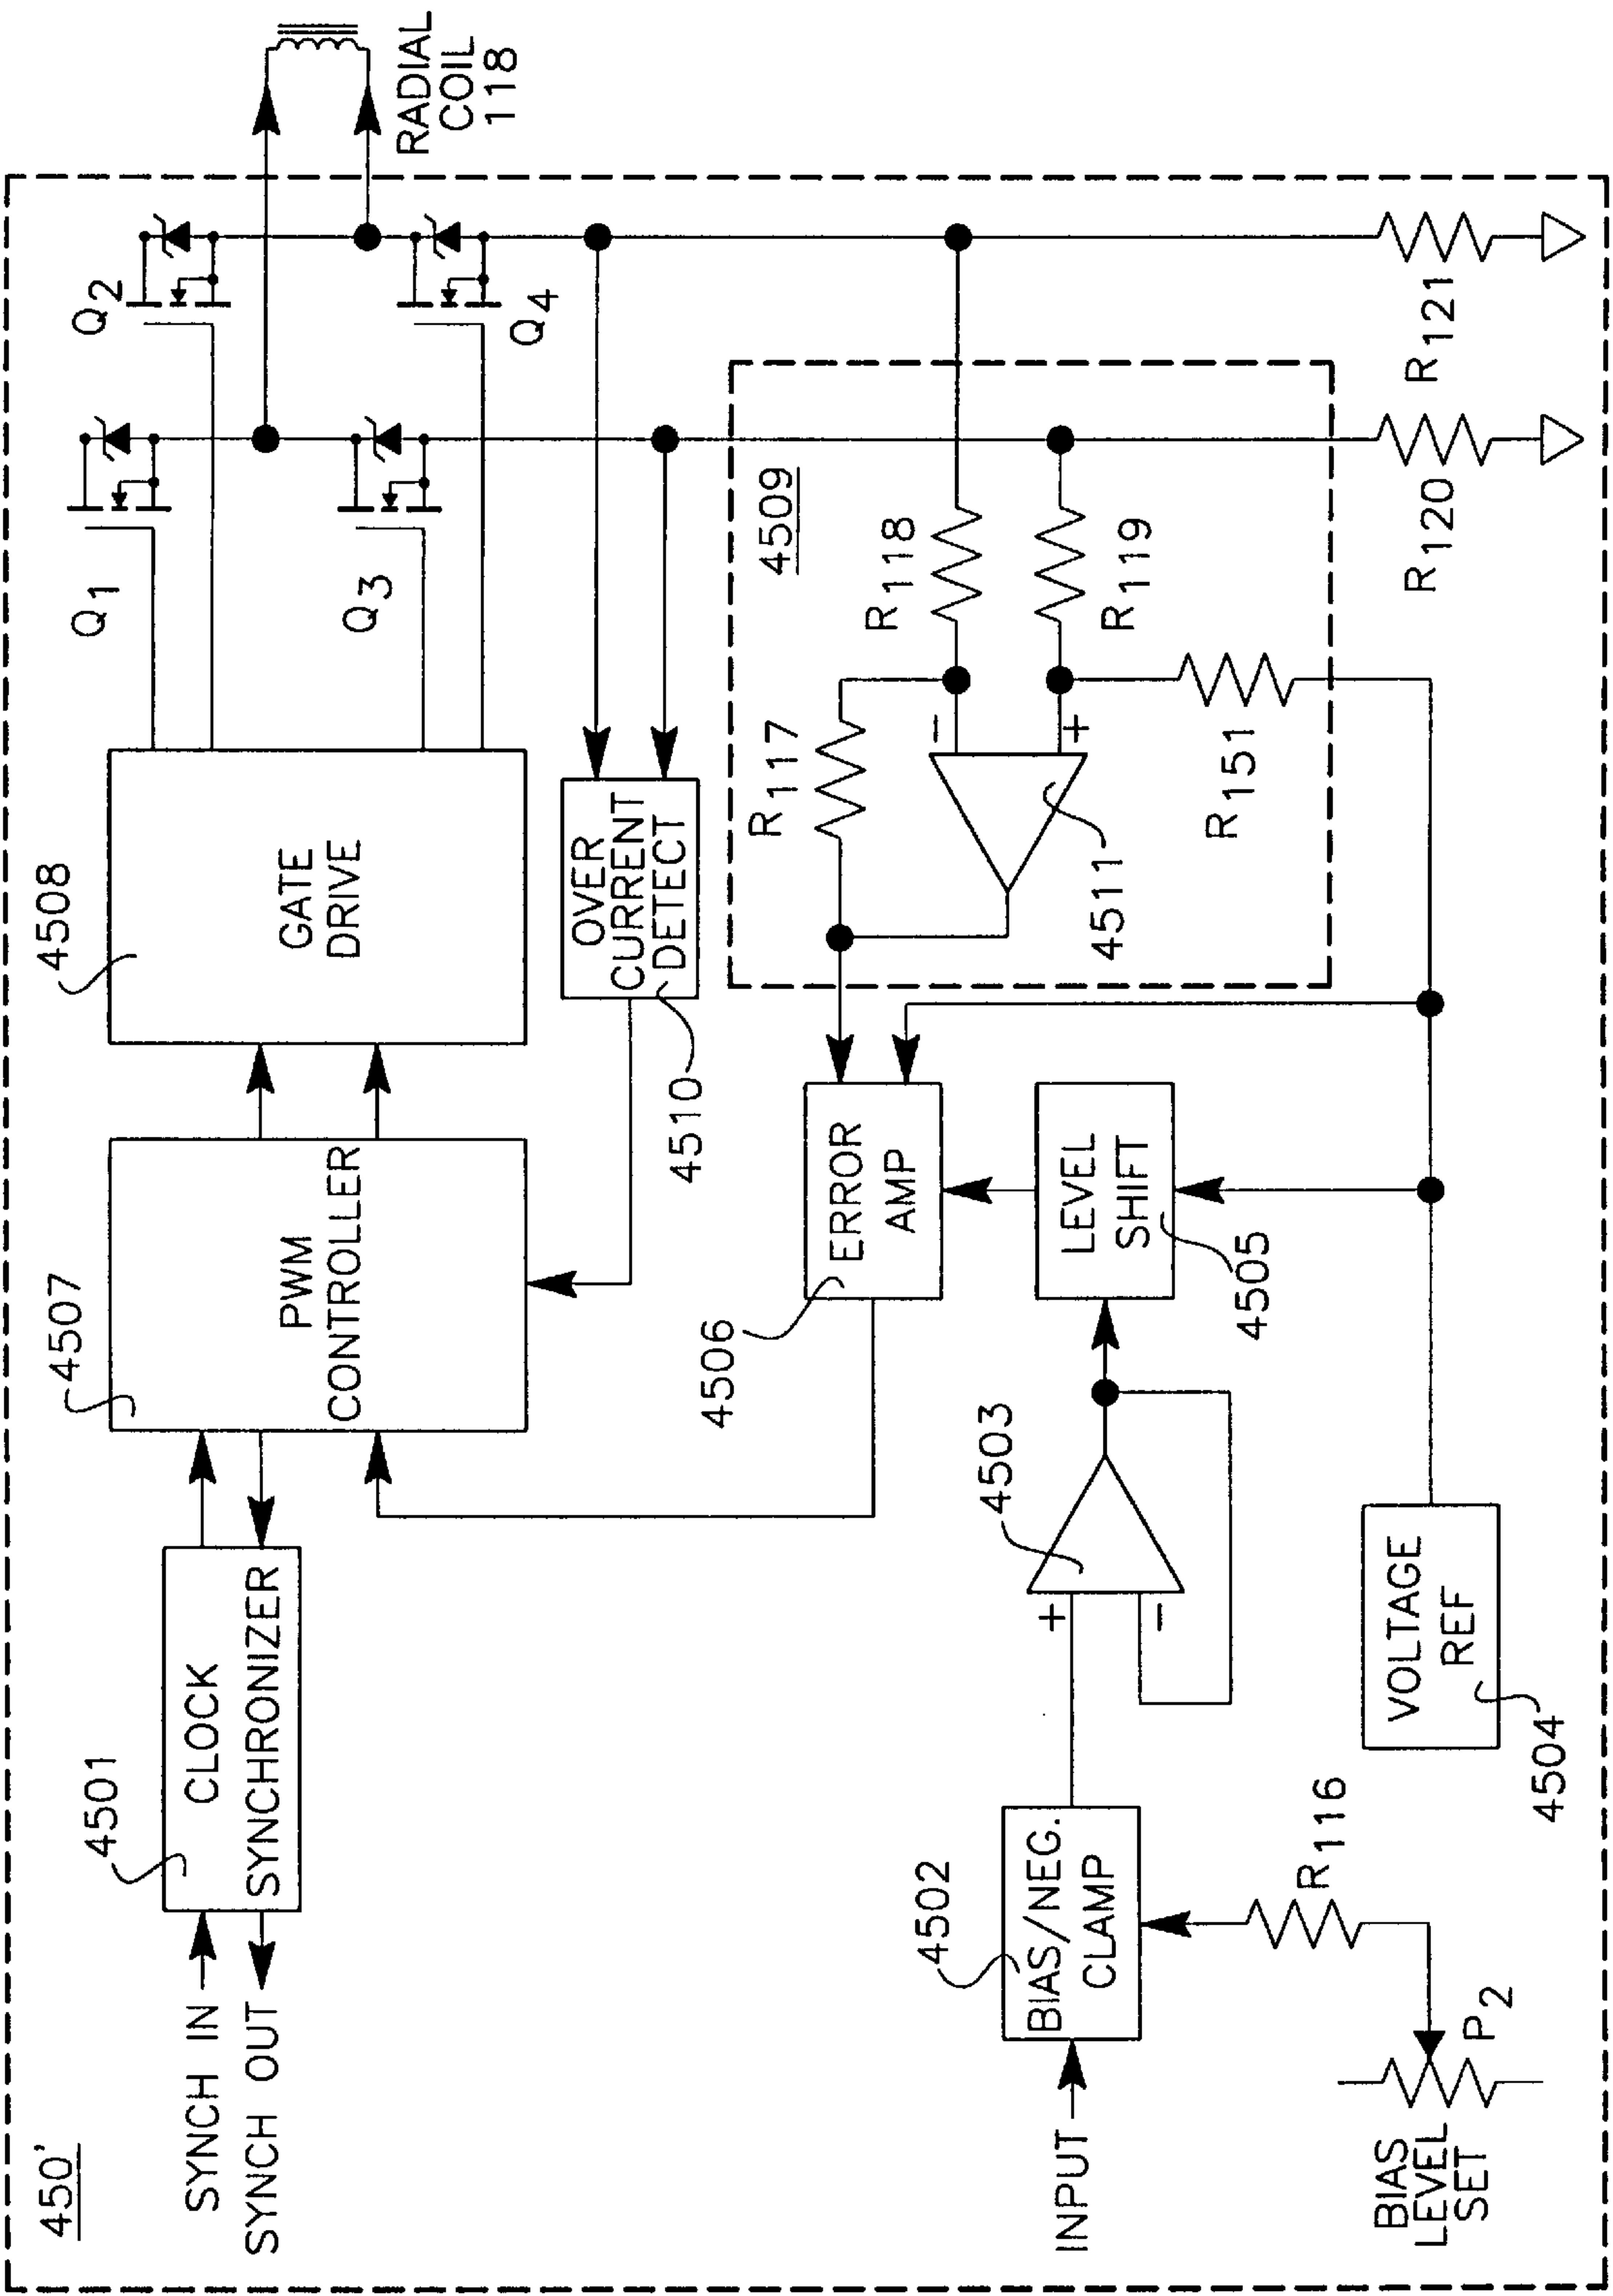 450'
SYNCH IN
SYNCH OUT
4501
CLOCK
SYNCHRONIZER
4507
PWM
CONTROLLER
4508
GATE
DRIVE
Q1
Q2
Q3
Q4
RADIAL
COIL
118
OVER
CURRENT
DETECT
4510
4509
R117
R118
R119
R151
−
+
4511
R120
R121
4506
ERROR
AMP
LEVEL
SHIFT
4505
4503
+
−
INPUT
4502
BIAS/NEG.
CLAMP
R116
BIAS
LEVEL
SET
P2
VOLTAGE
REF
4504